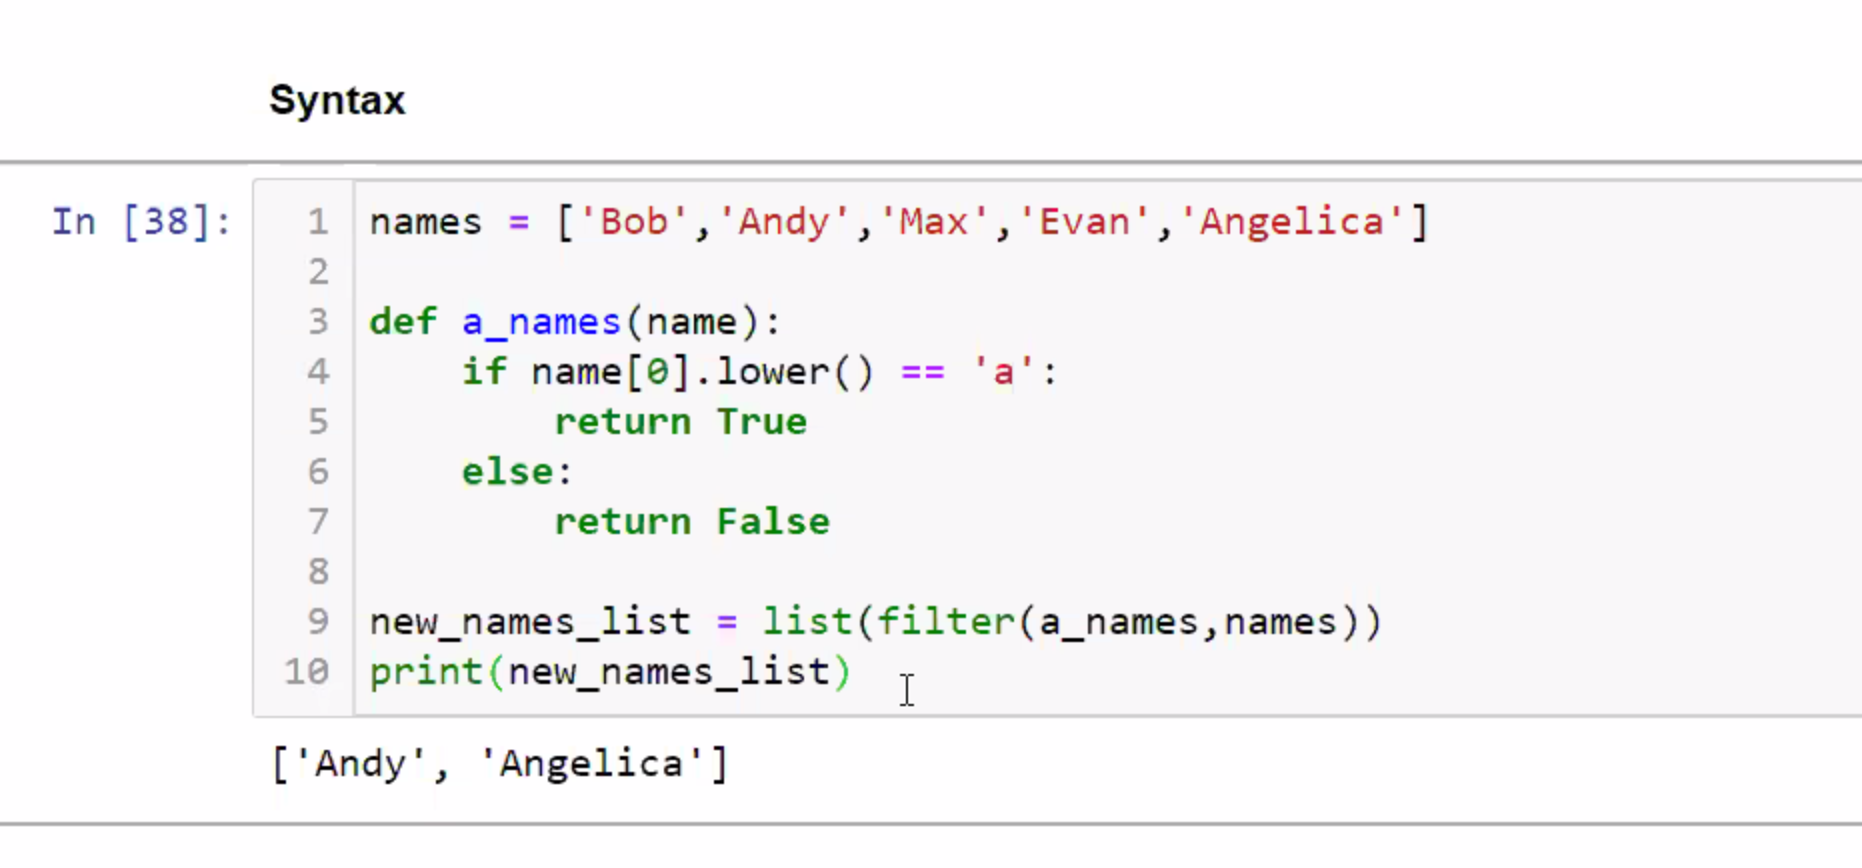 Syntax
In [38]:
1 names = ['Bob','Andy','Max','Evan','Angelica']
2
3 def a_names(name):
4     if name[0].lower() == 'a':
5         return True
6     else:
7         return False
8
9 new_names_list = list(filter(a_names,names))
10 print(new_names_list)
['Andy', 'Angelica']